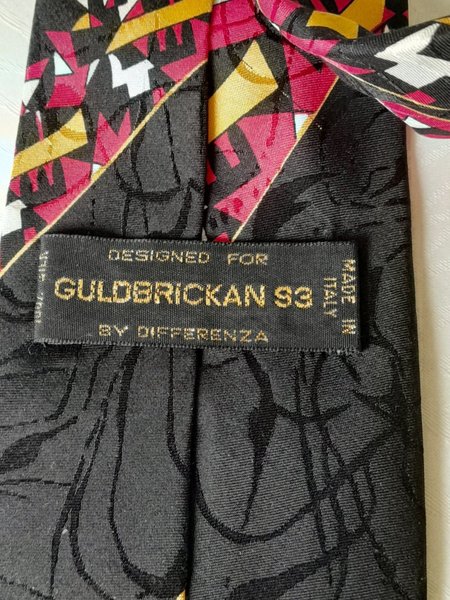 DESIGNED FOR
GULDBRICKAN 93
BY DIFFERENZA
MADE IN
ITALY